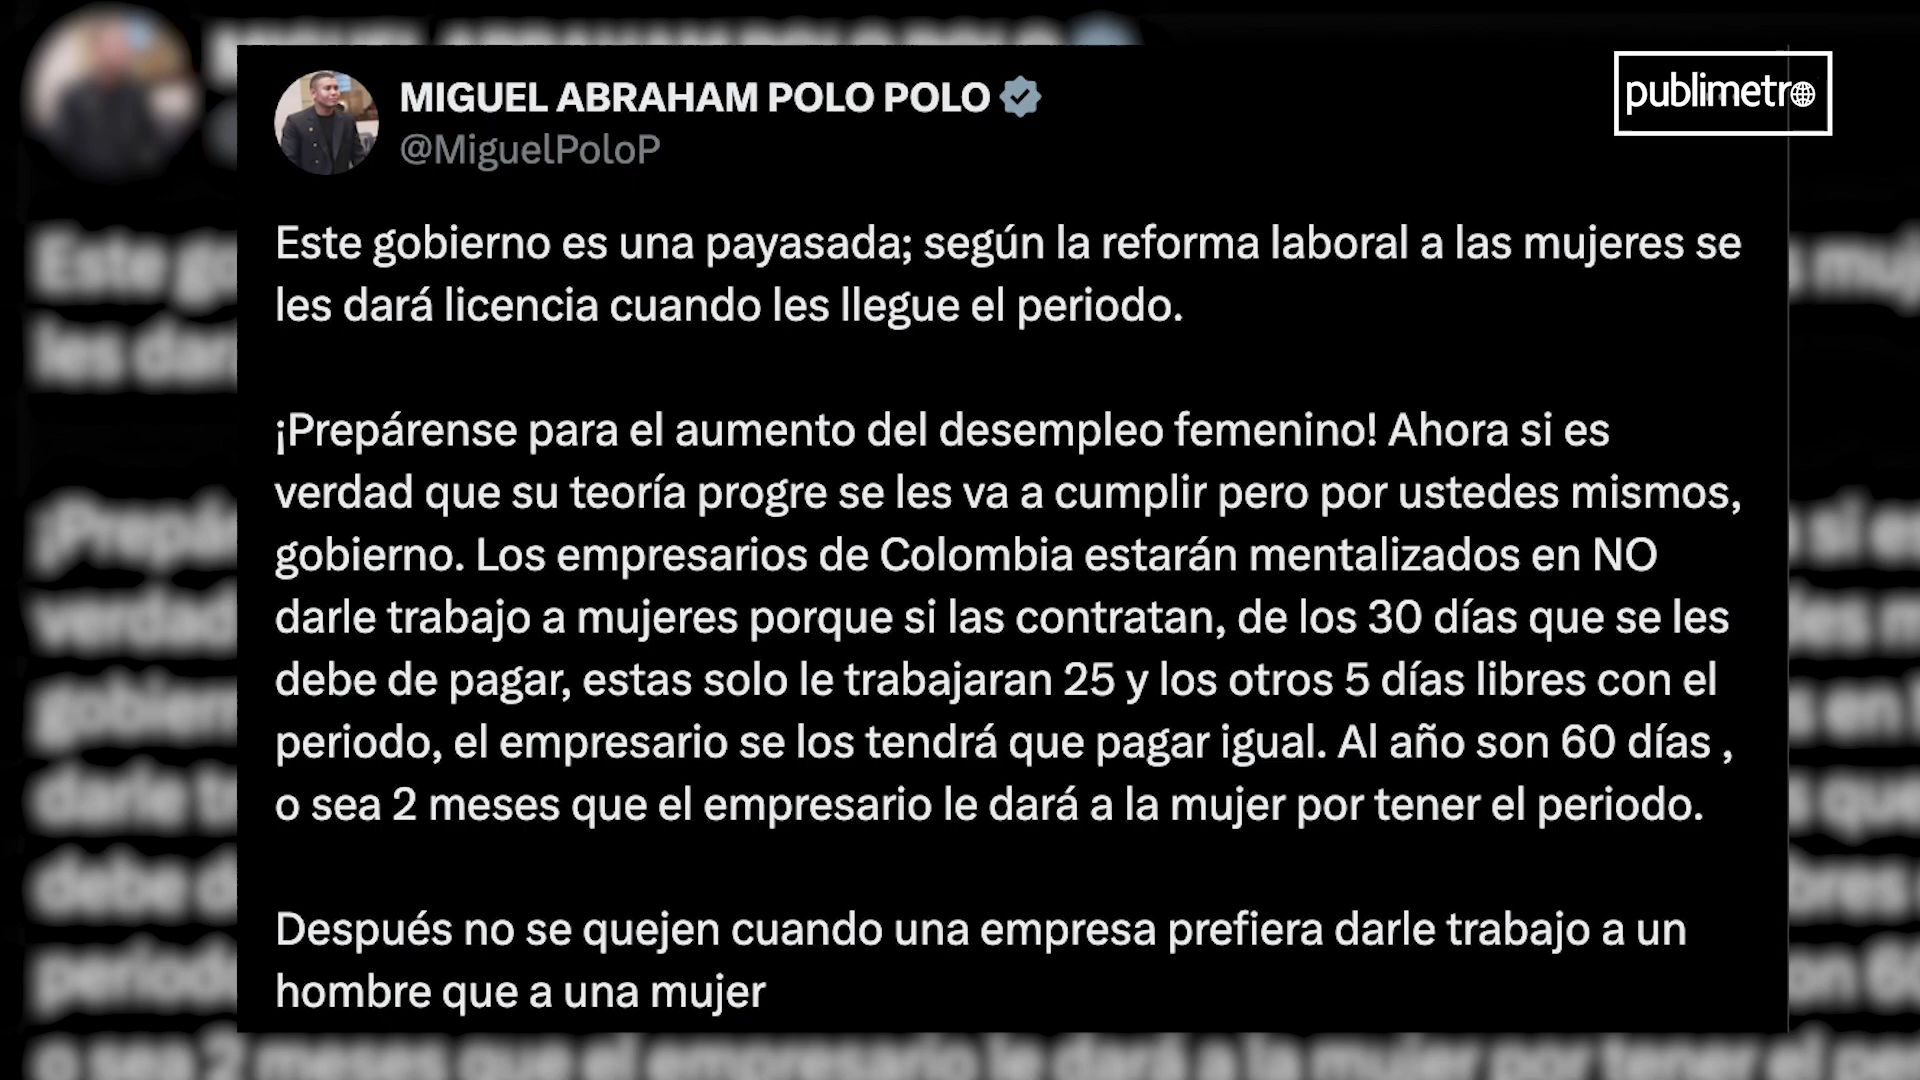 MIGUEL ABRAHAM POLO POLO
@MiguelPoloP
publimetro
Este gobierno es una payasada; según la reforma laboral a las mujeres se
les dará licencia cuando les llegue el periodo.
¡Prepárense para el aumento del desempleo femenino! Ahora si es
verdad que su teoría progre se les va a cumplir pero por ustedes mismos,
gobierno. Los empresarios de Colombia estarán mentalizados en NO
darle trabajo a mujeres porque si las contratan, de los 30 días que se les
debe de pagar, estas solo le trabajaran 25 y los otros 5 días libres con el
periodo, el empresario se los tendrá que pagar igual. Al año son 60 días ,
o sea 2 meses que el empresario le dará a la mujer por tener el periodo.
Después no se quejen cuando una empresa prefiera darle trabajo a un
hombre que a una mujer